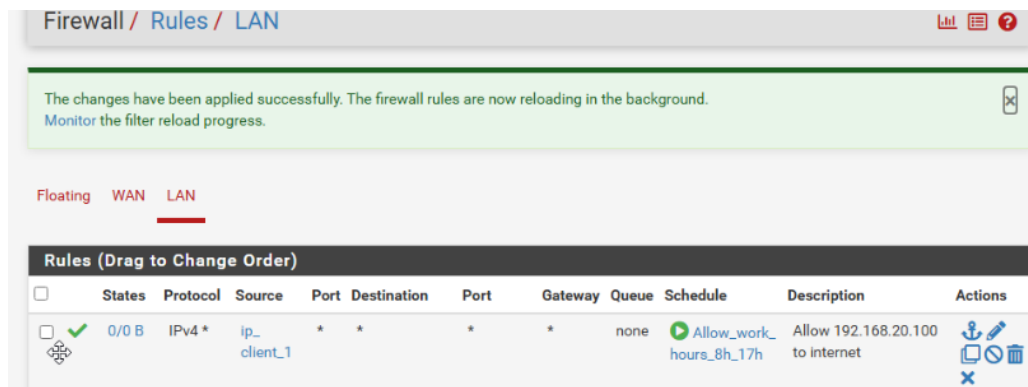 Firewall / Rules / LAN
The changes have been applied successfully. The firewall rules are now reloading in the background.
Monitor the filter reload progress.
Floating WAN LAN
Rules (Drag to Change Order)
States Protocol Source Port Destination Port Gateway Queue Schedule Description Actions
0/0 B IPv4 * ip_ * * * * none Allow_work_ Allow 192.168.20.100
client_1 hours_8h_17h to internet